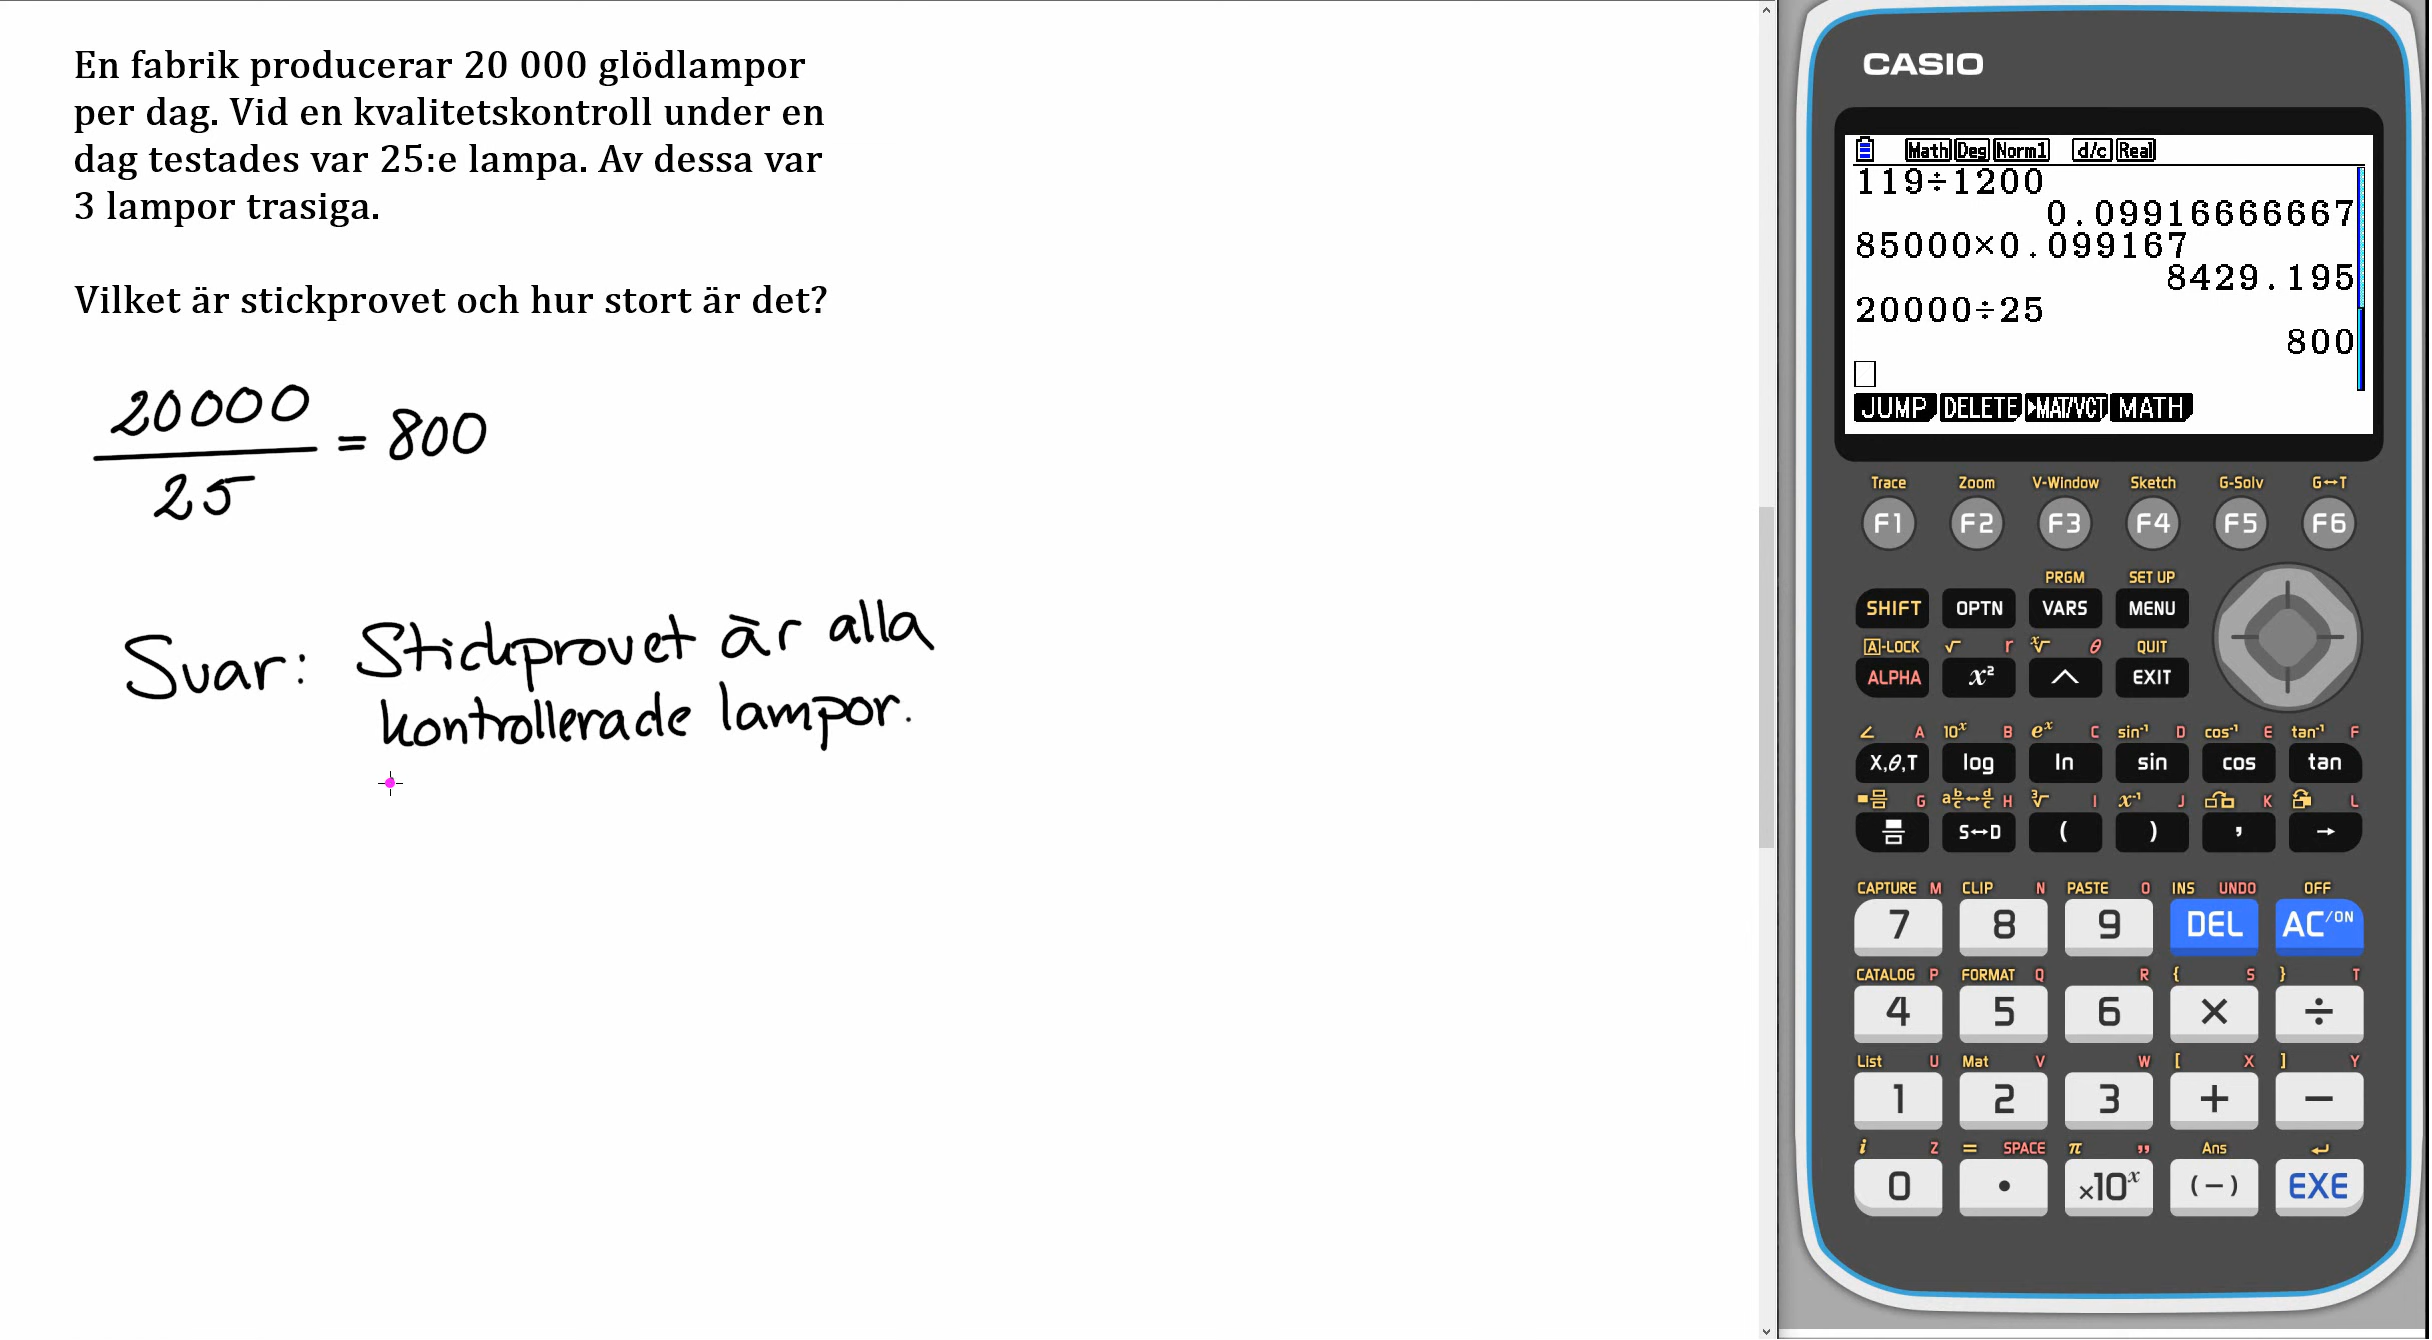 En fabrik producerar 20 000 glödlampor
per dag. Vid en kvalitetskontroll under en
dag testades var 25:e lampa. Av dessa var
3 lampor trasiga.
Vilket är stickprovet och hur stort är det?
20000
25
= 800
Svar: Stickprovet är alla
kontrollerade lampor.
CASIO
Math Deg Norm1 d/c Real
119÷1200
0.09916666667
85000×0.099167
8429.195
20000÷25
800
JUMP DELETE ▸MAT/VCT MATH
Trace Zoom V-Window Sketch G-Solv G↔T
F1 F2 F3 F4 F5 F6
PRGM SET UP
SHIFT OPTN VARS MENU
A-LOCK √ r ˣ√ θ QUIT
ALPHA x² ^ EXIT
∠ A 10ˣ B eˣ C sin⁻¹ D cos⁻¹ E tan⁻¹ F
X,θ,T log ln sin cos tan
G a b/c↔d/c H ³√ I x⁻¹ J K L
S↔D ( ) , →
CAPTURE M CLIP N PASTE O INS UNDO OFF
7 8 9 DEL AC/ON
CATALOG P FORMAT Q R { S } T
4 5 6 × ÷
List U Mat V W [ X ] Y
1 2 3 + −
i Z = SPACE π " Ans ↵
0 • ×10ˣ (−) EXE